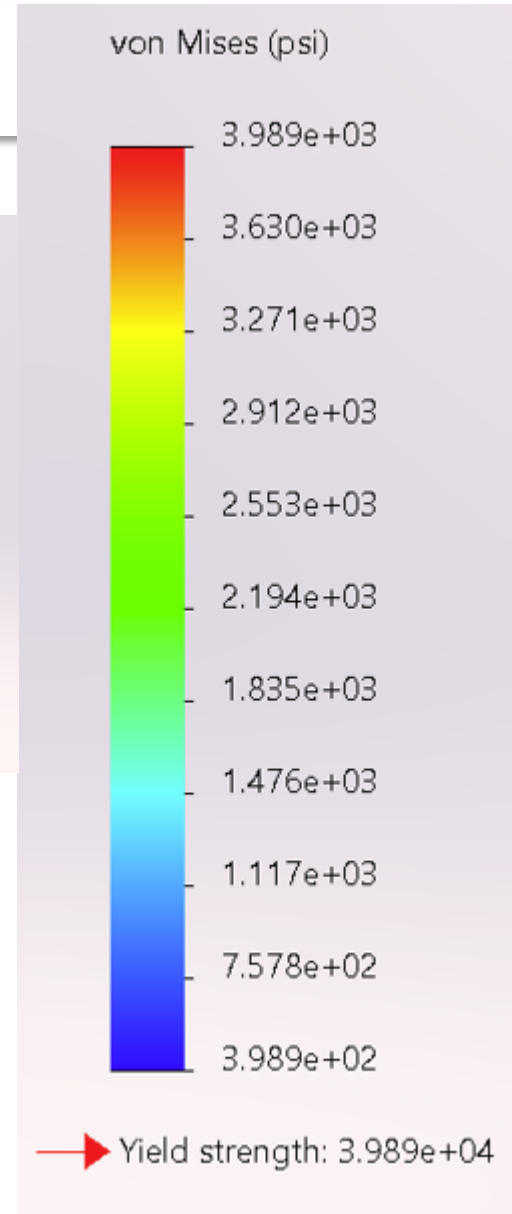 von Mises (psi)
3.989e+03
3.630e+03
3.271e+03
2.912e+03
2.553e+03
2.194e+03
1.835e+03
1.476e+03
1.117e+03
7.578e+02
3.989e+02
Yield strength: 3.989e+04